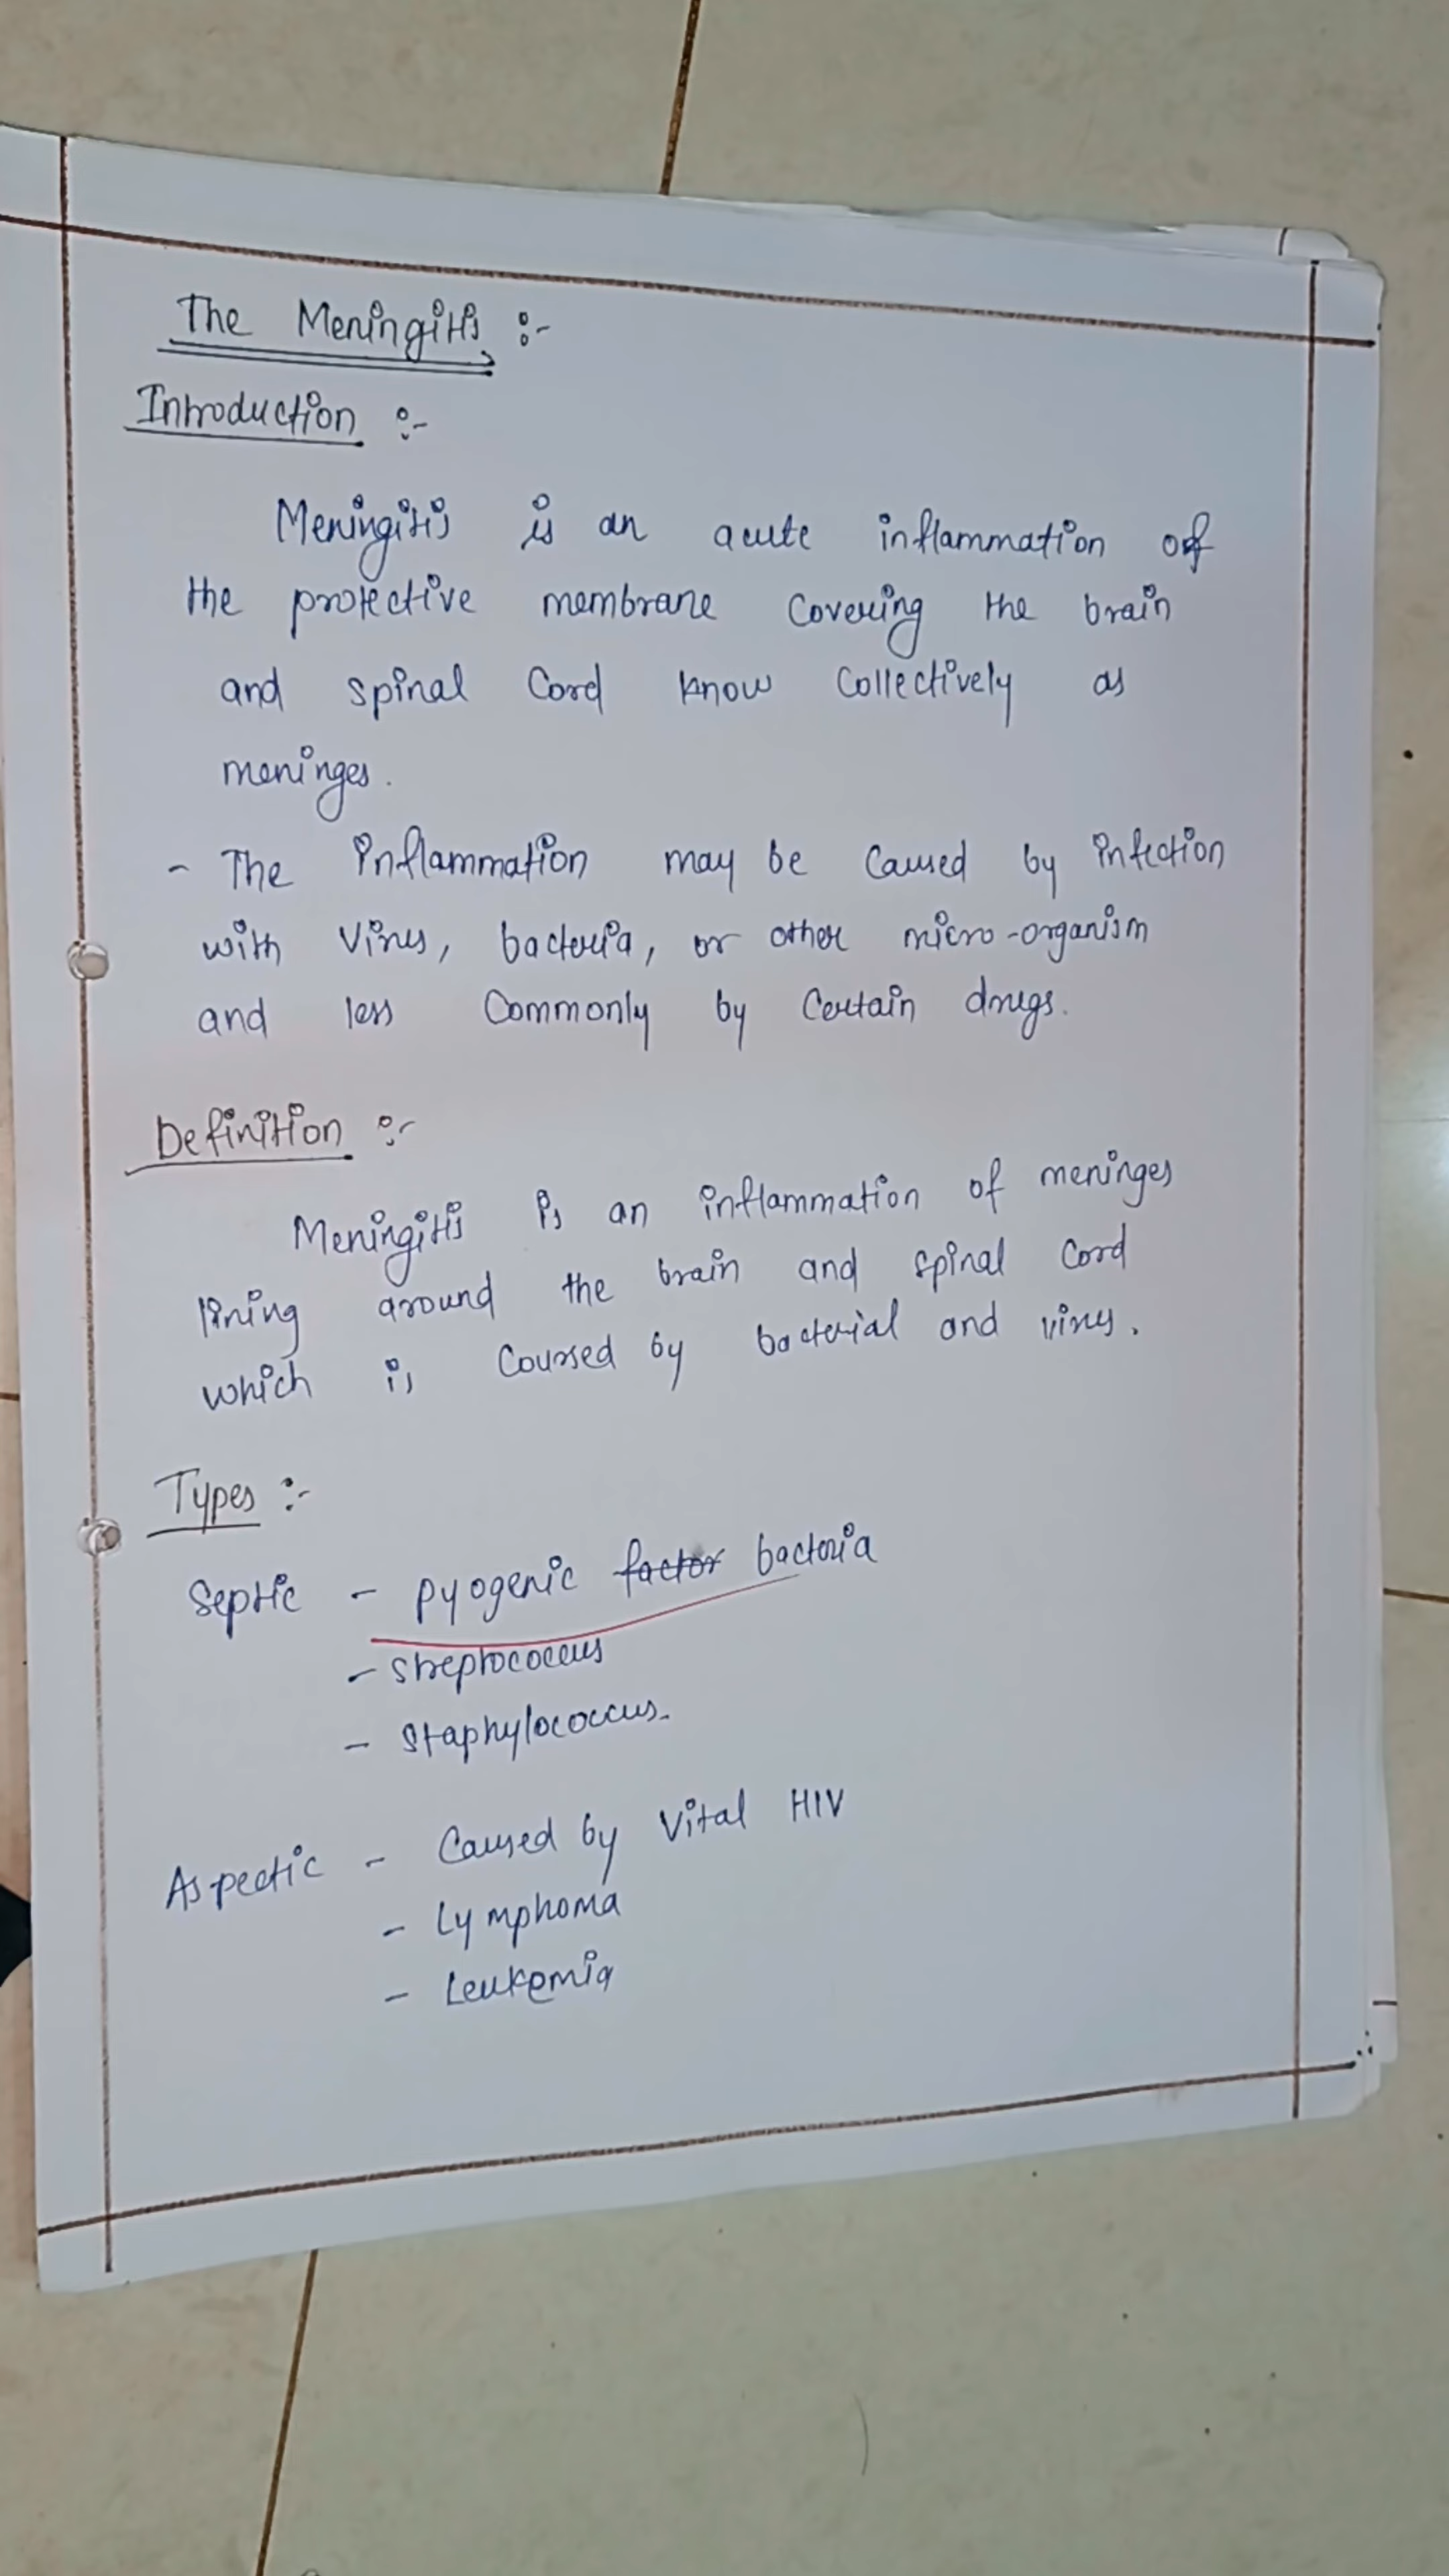 The Meningitis :-
Introduction :-
Meningitis is an acute inflammation of
the protective membrane Covering the brain
and spinal Cord know Collectively as
meninges.
- The inflammation may be Caused by infection
with Virus, bacteria, or other micro-organism
and less Commonly by Certain drugs.
Definition :-
Meningitis is an inflammation of meninges
lining around the brain and spinal Cord
which is Coursed by bacterial and virus.
Types :-
Septic - pyogenic factor bacteria
- Streptococcus
- Staphylococcus.
Aspectic - Caused by Vital HIV
- Lymphoma
- Leukemia